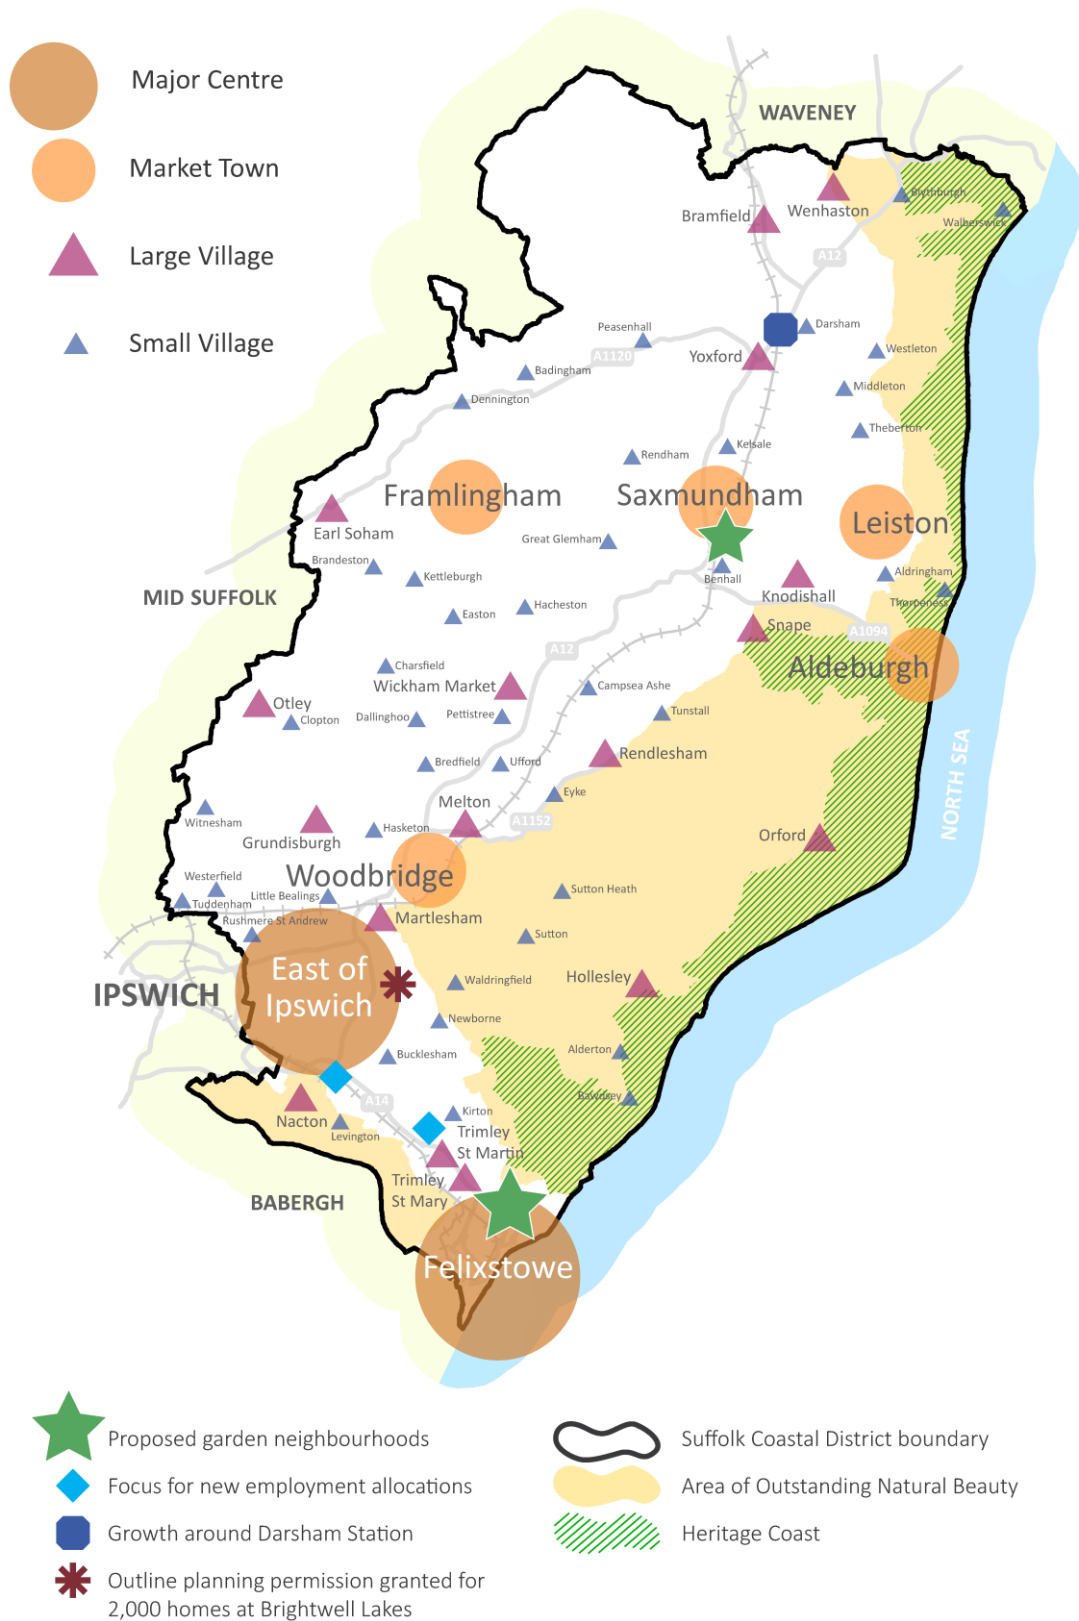 Major Centre
Market Town
Large Village
Small Village
WAVENEY
Blythburgh
Wenhaston
Bramfield
Walberswick
A12
Darsham
Peasenhall
Westleton
A1120
Yoxford
Badingham
Middleton
Dennington
Theberton
Kelsale
Rendham
Framlingham
Saxmundham
Leiston
Earl Soham
Great Glemham
Brandeston
Aldringham
Kettleburgh
Benhall
MID SUFFOLK
Knodishall
Thorpeness
Hacheston
Easton
Snape
A1094
A12
Charsfield
Aldeburgh
Wickham Market
Campsea Ashe
Otley
Clopton
Dallinghoo
Pettistree
Tunstall
Rendlesham
NORTH SEA
Bredfield
Ufford
Eyke
Melton
Witnesham
A1152
Hasketon
Orford
Grundisburgh
Woodbridge
Westerfield
Little Bealings
Sutton Heath
Tuddenham
Martlesham
Rushmere St Andrew
Sutton
East of
Ipswich
Hollesley
Waldringfield
IPSWICH
Newborne
Bucklesham
Alderton
Bawdsey
A14
Kirton
Nacton
Levington
Trimley
St Martin
Trimley
St Mary
BABERGH
Felixstowe
Proposed garden neighbourhoods
Focus for new employment allocations
Growth around Darsham Station
Outline planning permission granted for
2,000 homes at Brightwell Lakes
Suffolk Coastal District boundary
Area of Outstanding Natural Beauty
Heritage Coast